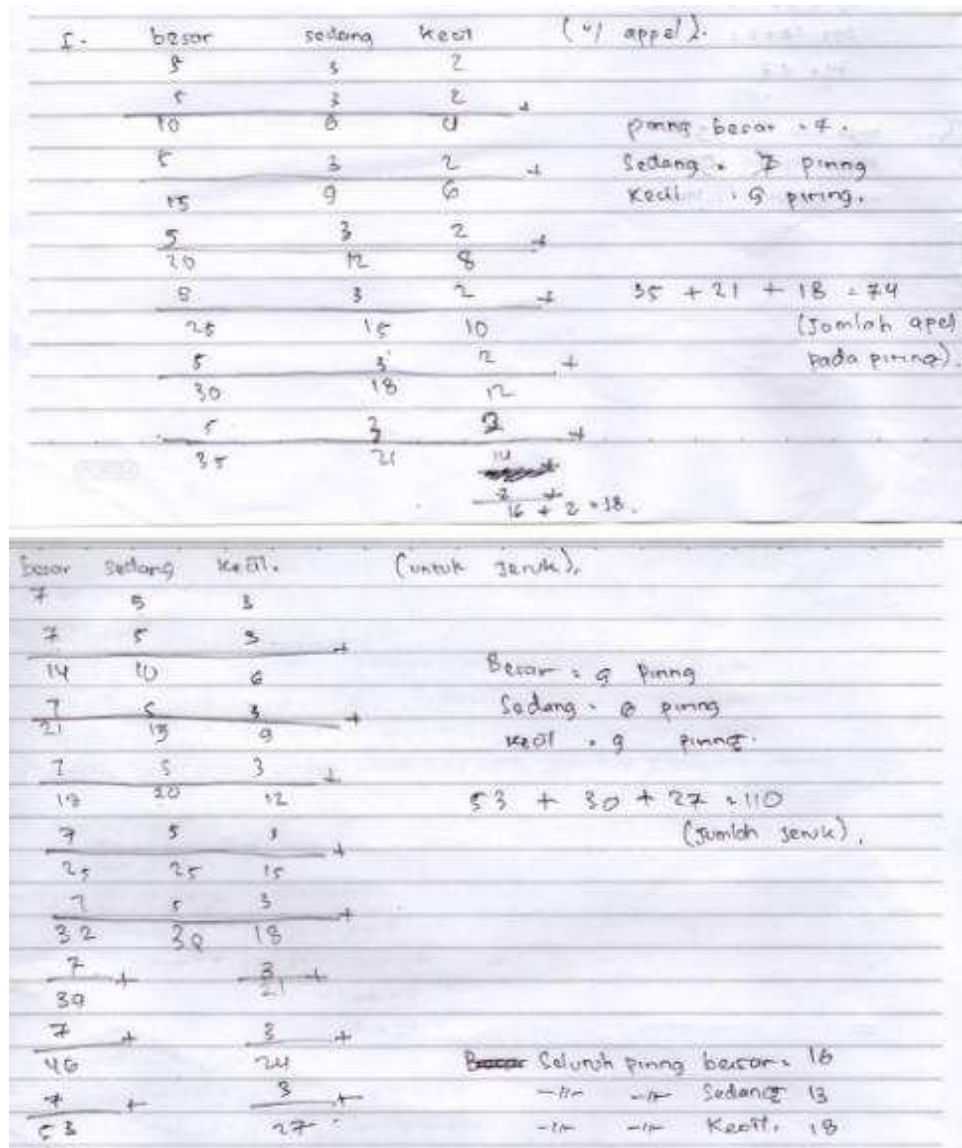 I. besar sedang kecil (u/ appel).
5 3 2
5 3 2 +
10 6 4 piring besar = 7.
5 3 2 + Sedang = 7 piring
15 9 6 Kecil = 9 piring.
5 3 2 +
20 12 8
5 3 2 + 35 + 21 + 18 = 74
25 15 10 (Jomlah apel
5 3 2 + pada piring).
30 18 12
5 3 2 +
35 21 14
2 +
16 + 2 = 18.
besar sedang kecil. (untuk jeruk).
7 5 3
7 5 3 +
14 10 6 Besar = 9 piring
7 5 3 + Sedang = 6 piring
21 15 9 kecil = 9 piring.
7 5 3 +
18 20 12 53 + 30 + 27 = 110
7 5 3 + (Jumlah jeruk).
25 25 15
7 5 3 +
32 30 18
7 + 3 +
39 21
7 + 3 +
46 24 Seluruh piring besar = 16
7 + 3 + -11- -11- Sedang 13
53 27 -11- -11- Kecil. 18